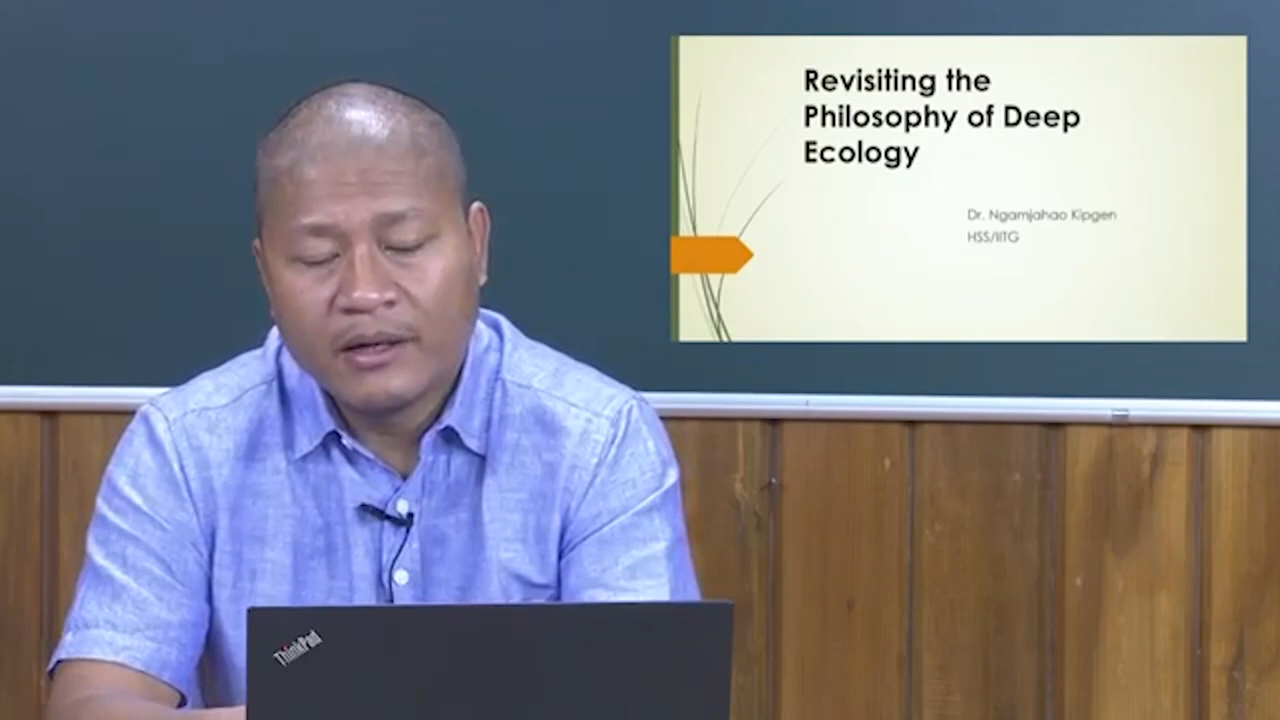 Revisiting the
Philosophy of Deep
Ecology
Dr. Ngamjahao Kipgen
HSS/IITG
ThinkPad